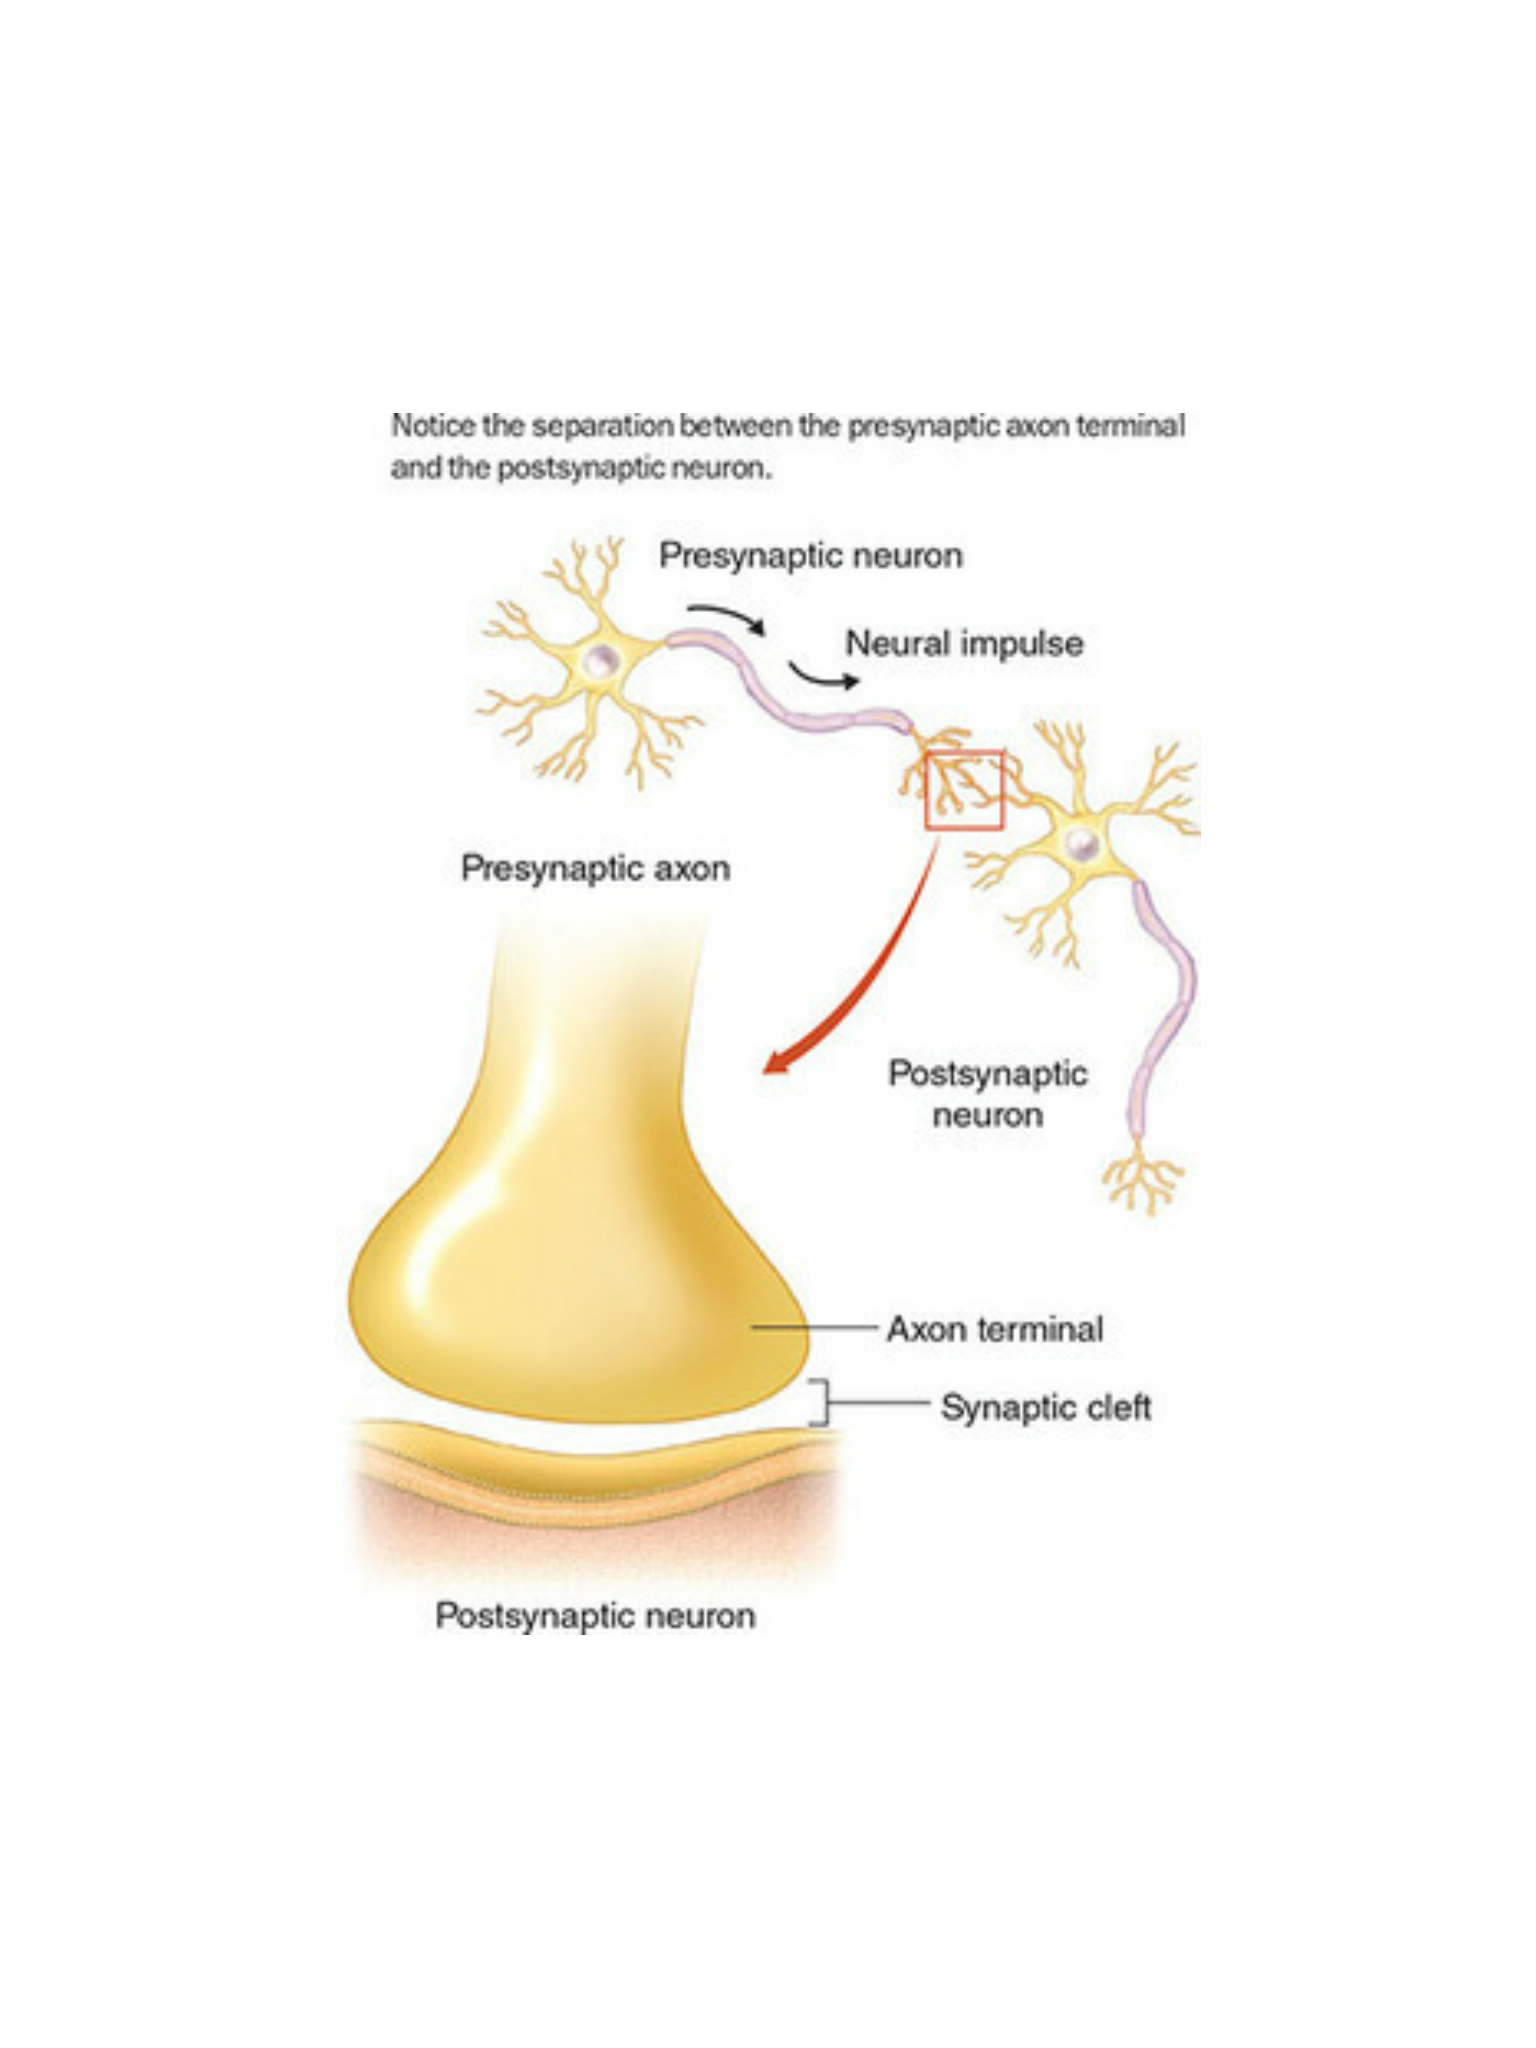 Notice the separation between the presynaptic axon terminal
and the postsynaptic neuron.
Presynaptic neuron
Neural impulse
Presynaptic axon
Postsynaptic
neuron
Axon terminal
Synaptic cleft
Postsynaptic neuron